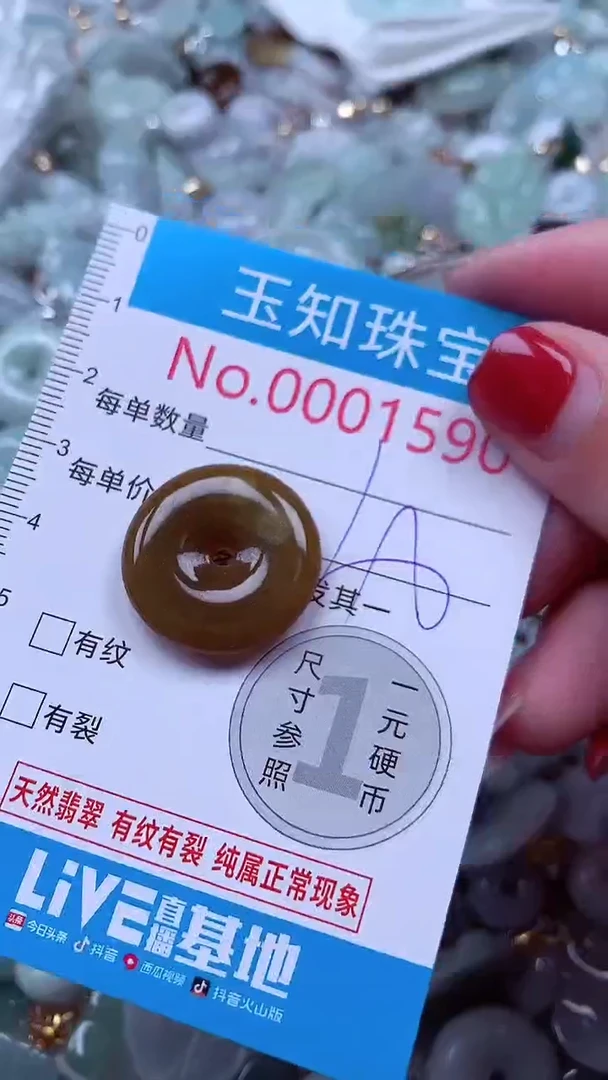 0
1
2
3
4
5
玉知珠宝
No.0001590
每单数量
每单价
发其一
有纹
有裂
尺寸参照
1
一元硬币
天然翡翠 有纹有裂 纯属正常现象
LIVE直播基地
头条 今日头条 抖音 西瓜视频 抖音火山版